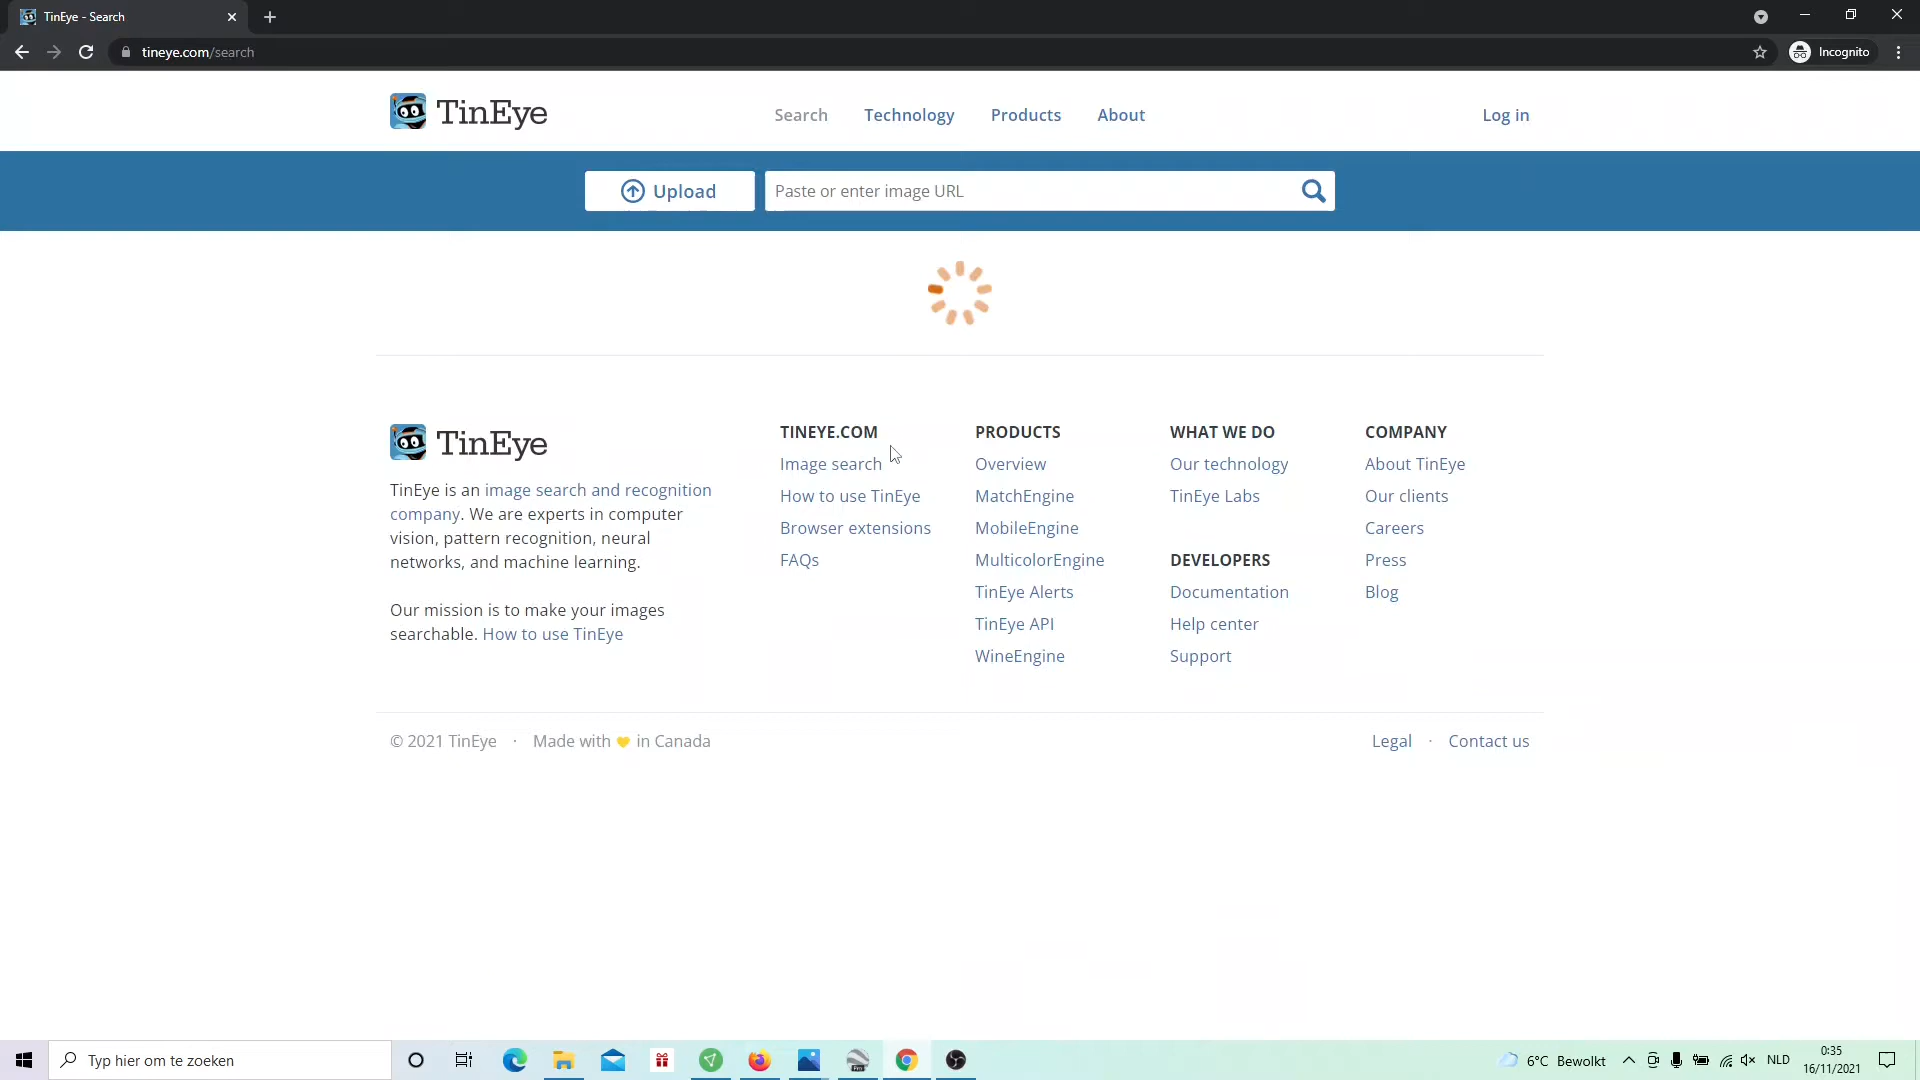 TinEye - Search
tineye.com/search
Incognito
TinEye
Search
Technology
Products
About
Log in
Upload
Paste or enter image URL
TinEye
TinEye is an image search and recognition
company. We are experts in computer
vision, pattern recognition, neural
networks, and machine learning.
Our mission is to make your images
searchable. How to use TinEye
TINEYE.COM
Image search
How to use TinEye
Browser extensions
FAQs
PRODUCTS
Overview
MatchEngine
MobileEngine
MulticolorEngine
TinEye Alerts
TinEye API
WineEngine
WHAT WE DO
Our technology
TinEye Labs
DEVELOPERS
Documentation
Help center
Support
COMPANY
About TinEye
Our clients
Careers
Press
Blog
© 2021 TinEye · Made with 💛 in Canada
Legal · Contact us
Typ hier om te zoeken
6°C Bewolkt
NLD
0:35
16/11/2021